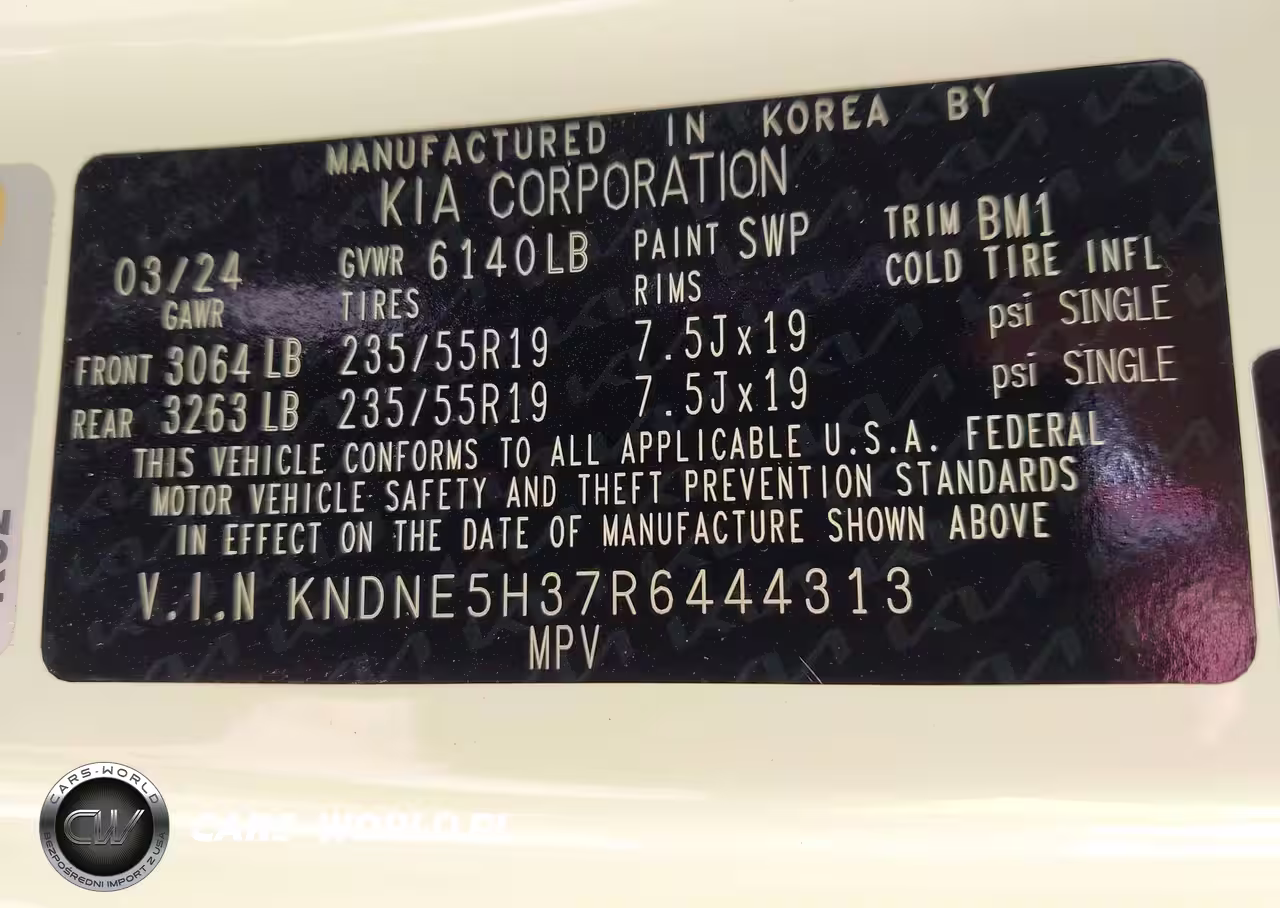 MANUFACTURED IN KOREA BY
KIA CORPORATION
03/24 GVWR 6140LB PAINT SWP TRIM BM1
GAWR TIRES RIMS COLD TIRE INFL
FRONT 3064 LB 235/55R19 7.5Jx19 psi SINGLE
REAR 3263 LB 235/55R19 7.5Jx19 psi SINGLE
THIS VEHICLE CONFORMS TO ALL APPLICABLE U.S.A. FEDERAL
MOTOR VEHICLE SAFETY AND THEFT PREVENTION STANDARDS
IN EFFECT ON THE DATE OF MANUFACTURE SHOWN ABOVE
V.I.N KNDNE5H37R6444313
MPV
CARS-WORLD
CW
BEZPOŚREDNI IMPORT Z USA
CARS-WORLD.PL